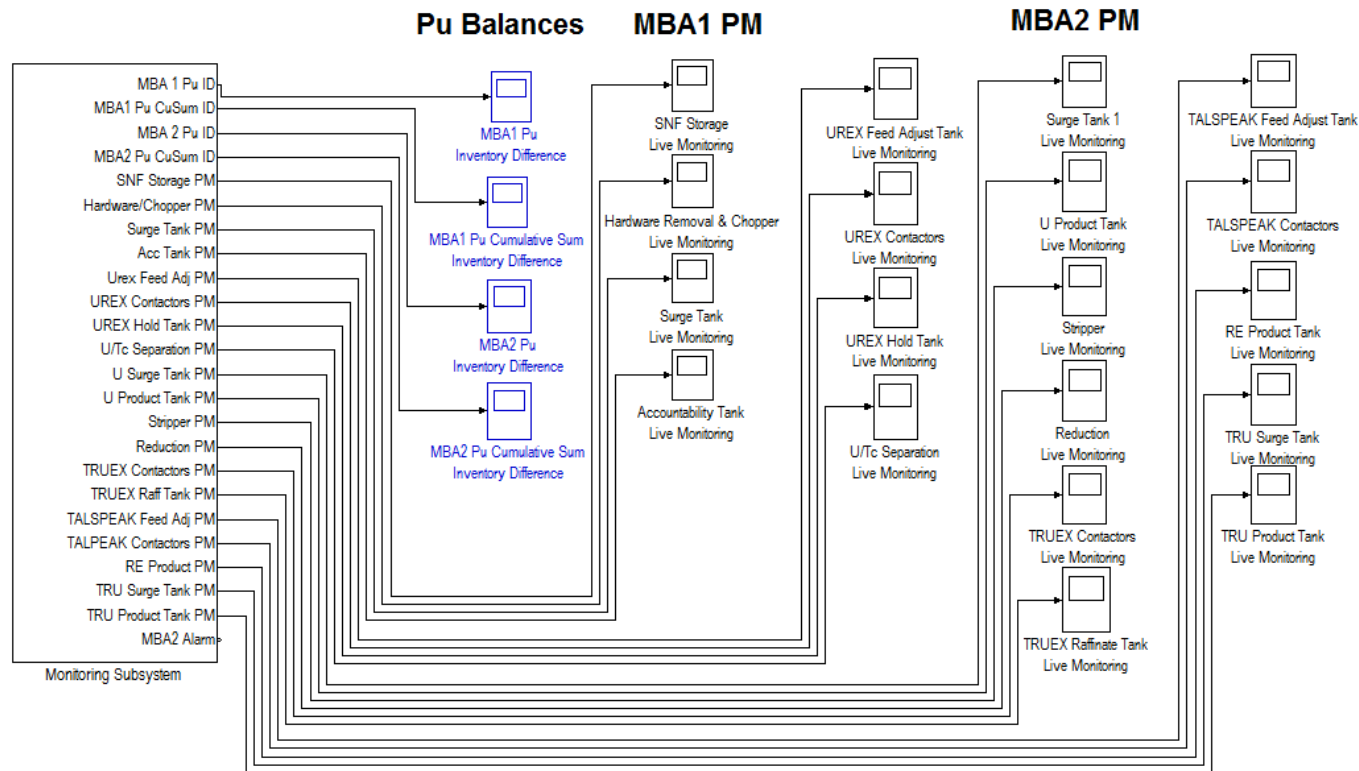 Pu Balances
MBA1 PM
MBA2 PM
MBA 1 Pu ID
MBA1 Pu CuSum ID
MBA 2 Pu ID
MBA2 Pu CuSum ID
SNF Storage PM
Hardware/Chopper PM
Surge Tank PM
Acc Tank PM
Urex Feed Adj PM
UREX Contactors PM
UREX Hold Tank PM
U/Tc Separation PM
U Surge Tank PM
U Product Tank PM
Stripper PM
Reduction PM
TRUEX Contactors PM
TRUEX Raff Tank PM
TALSPEAK Feed Adj PM
TALPEAK Contactors PM
RE Product PM
TRU Surge Tank PM
TRU Product Tank PM
MBA2 Alarm
Monitoring Subsystem
MBA1 Pu
Inventory Difference
MBA1 Pu Cumulative Sum
Inventory Difference
MBA2 Pu
Inventory Difference
MBA2 Pu Cumulative Sum
Inventory Difference
SNF Storage
Live Monitoring
Hardware Removal & Chopper
Live Monitoring
Surge Tank
Live Monitoring
Accountability Tank
Live Monitoring
UREX Feed Adjust Tank
Live Monitoring
UREX Contactors
Live Monitoring
UREX Hold Tank
Live Monitoring
U/Tc Separation
Live Monitoring
Surge Tank 1
Live Monitoring
U Product Tank
Live Monitoring
Stripper
Live Monitoring
Reduction
Live Monitoring
TRUEX Contactors
Live Monitoring
TRUEX Raffinate Tank
Live Monitoring
TALSPEAK Feed Adjust Tank
Live Monitoring
TALSPEAK Contactors
Live Monitoring
RE Product Tank
Live Monitoring
TRU Surge Tank
Live Monitoring
TRU Product Tank
Live Monitoring